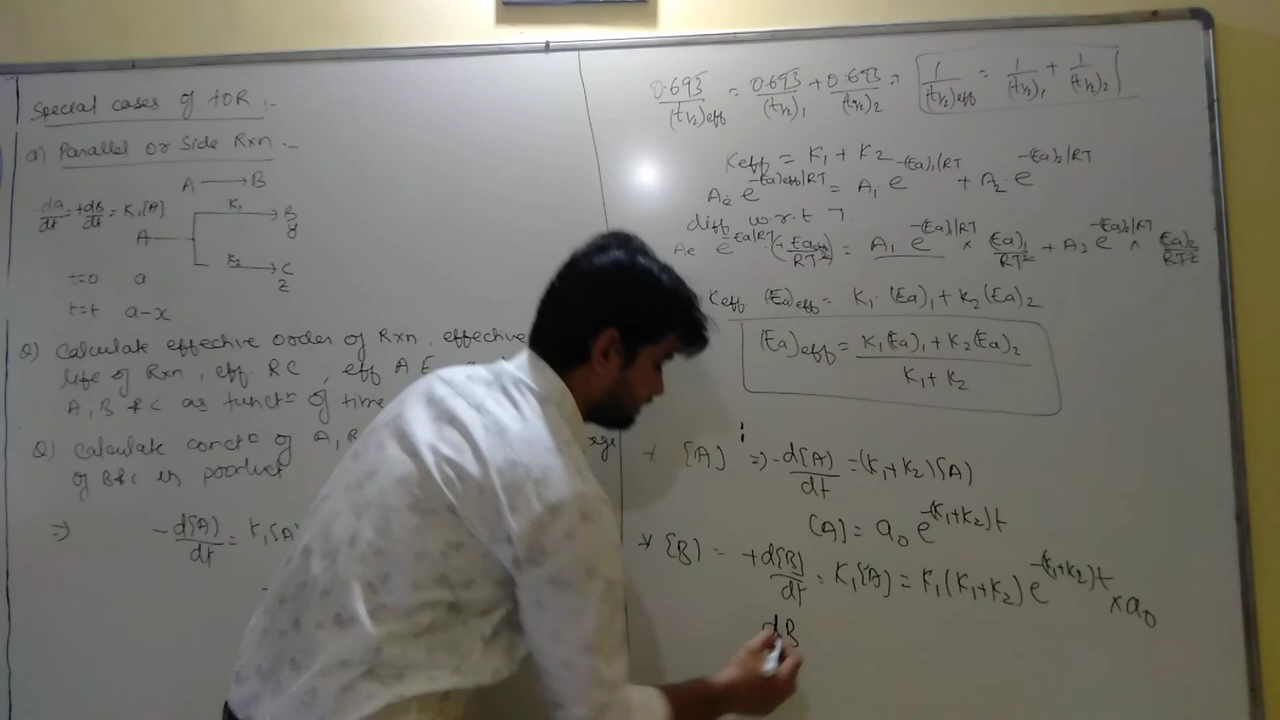 Special cases of FOR :-
a) Parallel or Side Rxn :-
A ⟶ B
dA/dt = +dB/dt = K₁[A]
K₁
B
y
A
K₂
C
z
t=0 a
t=t a-x
Q) Calculate effective order of Rxn, effective
life of Rxn, eff. RC, eff A E
A, B & C as functⁿ of time
Q) Calculate concⁿ of A, B
of B&C in product
⇒ -d[A]/dt = K₁[A]
0.693/(t½)eff = 0.693/(t½)₁ + 0.693/(t½)₂ ⇒ 1/(t½)eff = 1/(t½)₁ + 1/(t½)₂
Keff = K₁ + K₂
Ae e^-(Ea)eff/RT = A₁ e^-(Ea)₁/RT + A₂ e^-(Ea)₂/RT
diff w.r.t T
Ae e^-Ea/RT (+Eaeff/RT²) = A₁ e^-(Ea)₁/RT × (Ea)₁/RT² + A₂ e^-(Ea)₂/RT × (Ea)₂/RT²
Keff. (Ea)eff = K₁. (Ea)₁ + K₂(Ea)₂
(Ea)eff = K₁(Ea)₁ + K₂(Ea)₂ / K₁+K₂
* [A] ⇒ -d[A]/dt = (K₁+K₂)[A]
[A] = a₀ e^-(K₁+K₂)t
* [B] = +d[B]/dt = K₁[A] = K₁(K₁+K₂) e^-(K₁+K₂)t × a₀
dB